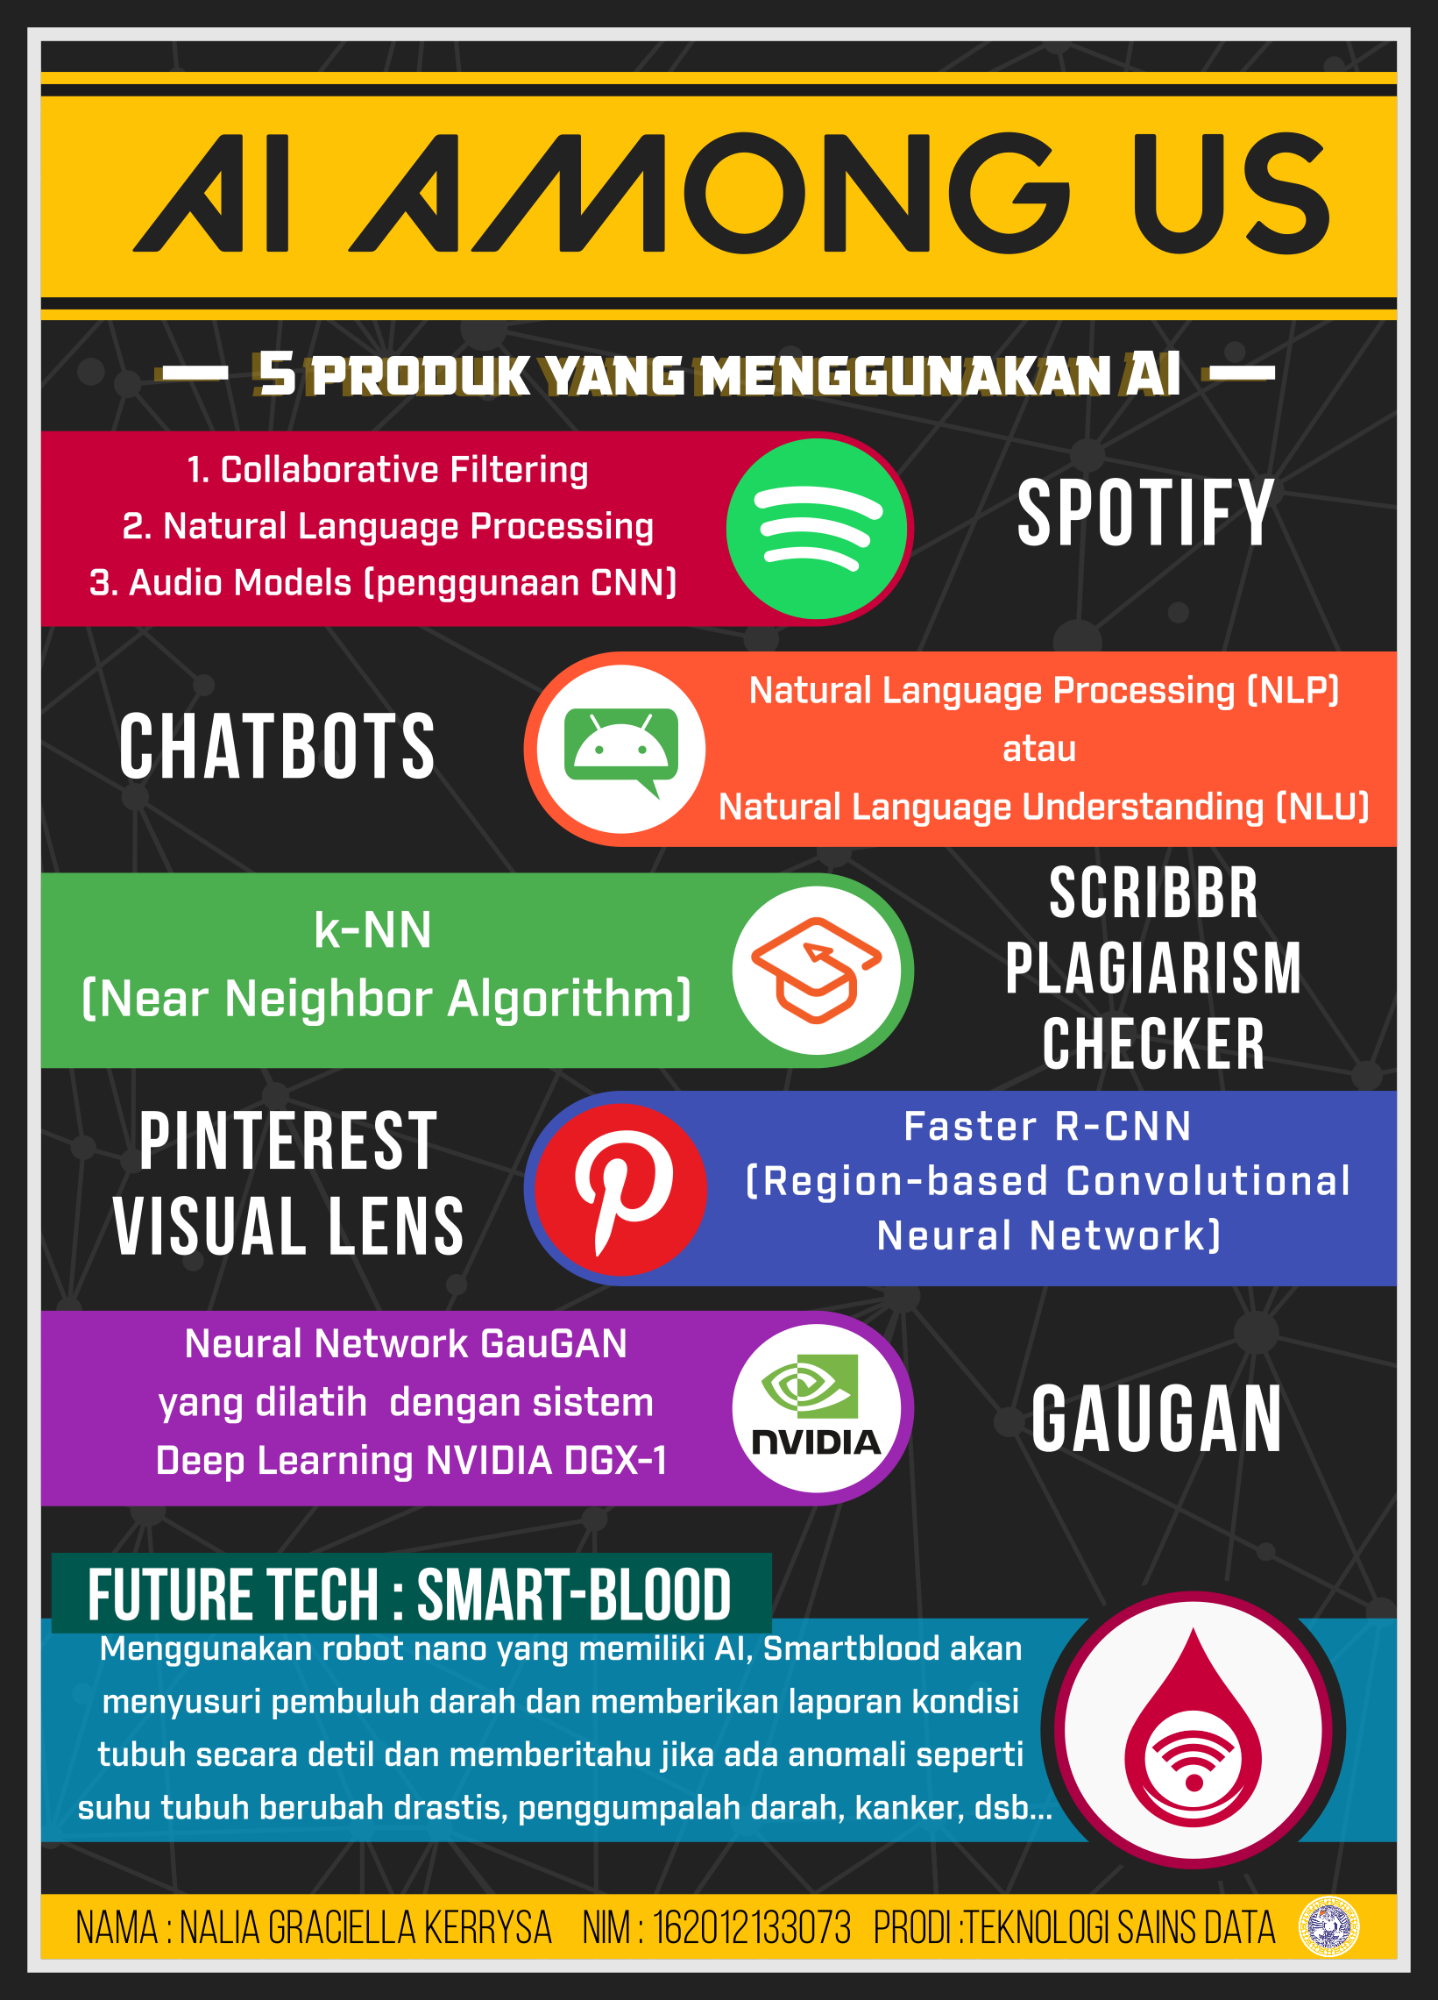 AI AMONG US
5 PRODUK YANG MENGGUNAKAN AI
1. Collaborative Filtering
2. Natural Language Processing
3. Audio Models (penggunaan CNN)
SPOTIFY
CHATBOTS
Natural Language Processing (NLP)
atau
Natural Language Understanding (NLU)
k-NN
(Near Neighbor Algorithm)
SCRIBBR
PLAGIARISM
CHECKER
PINTEREST
VISUAL LENS
Faster R-CNN
(Region-based Convolutional
Neural Network)
Neural Network GauGAN
yang dilatih dengan sistem
Deep Learning NVIDIA DGX-1
NVIDIA
GAUGAN
FUTURE TECH : SMART-BLOOD
Menggunakan robot nano yang memiliki AI, Smartblood akan
menyusuri pembuluh darah dan memberikan laporan kondisi
tubuh secara detil dan memberitahu jika ada anomali seperti
suhu tubuh berubah drastis, penggumpalah darah, kanker, dsb...
NAMA : NALIA GRACIELLA KERRYSA NIM : 162012133073 PRODI :TEKNOLOGI SAINS DATA